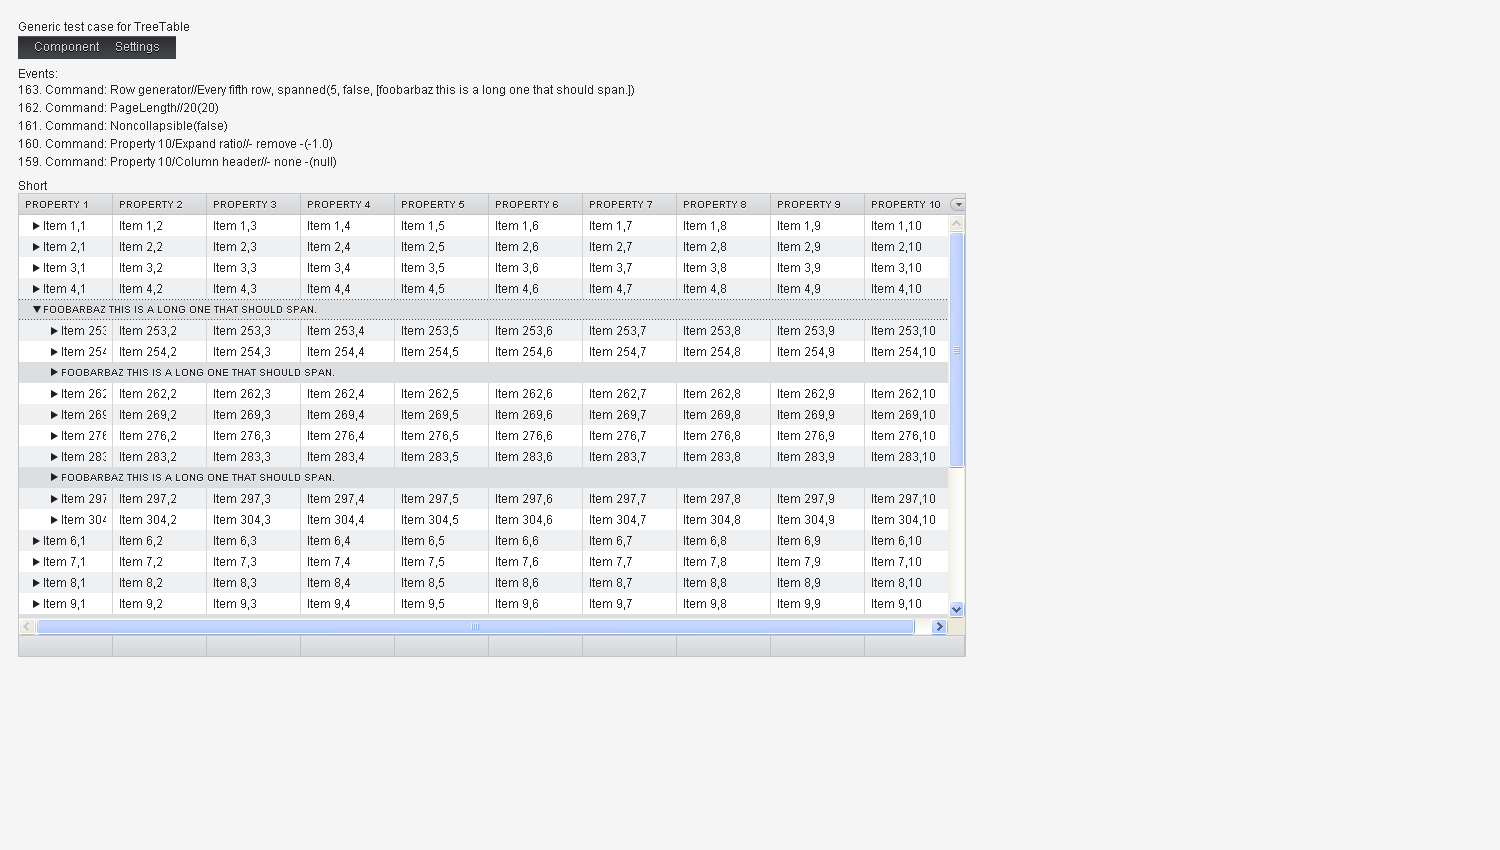 Generic test case for TreeTable
Component Settings
Events:
163. Command: Row generator//Every fifth row, spanned(5, false, [foobarbaz this is a long one that should span.])
162. Command: PageLength//20(20)
161. Command: Noncollapsible(false)
160. Command: Property 10/Expand ratio//- remove -(-1.0)
159. Command: Property 10/Column header//- none -(null)
Short
PROPERTY 1 PROPERTY 2 PROPERTY 3 PROPERTY 4 PROPERTY 5 PROPERTY 6 PROPERTY 7 PROPERTY 8 PROPERTY 9 PROPERTY 10
Item 1,1 Item 1,2 Item 1,3 Item 1,4 Item 1,5 Item 1,6 Item 1,7 Item 1,8 Item 1,9 Item 1,10
Item 2,1 Item 2,2 Item 2,3 Item 2,4 Item 2,5 Item 2,6 Item 2,7 Item 2,8 Item 2,9 Item 2,10
Item 3,1 Item 3,2 Item 3,3 Item 3,4 Item 3,5 Item 3,6 Item 3,7 Item 3,8 Item 3,9 Item 3,10
Item 4,1 Item 4,2 Item 4,3 Item 4,4 Item 4,5 Item 4,6 Item 4,7 Item 4,8 Item 4,9 Item 4,10
FOOBARBAZ THIS IS A LONG ONE THAT SHOULD SPAN.
Item 253 Item 253,2 Item 253,3 Item 253,4 Item 253,5 Item 253,6 Item 253,7 Item 253,8 Item 253,9 Item 253,10
Item 254 Item 254,2 Item 254,3 Item 254,4 Item 254,5 Item 254,6 Item 254,7 Item 254,8 Item 254,9 Item 254,10
FOOBARBAZ THIS IS A LONG ONE THAT SHOULD SPAN.
Item 262 Item 262,2 Item 262,3 Item 262,4 Item 262,5 Item 262,6 Item 262,7 Item 262,8 Item 262,9 Item 262,10
Item 269 Item 269,2 Item 269,3 Item 269,4 Item 269,5 Item 269,6 Item 269,7 Item 269,8 Item 269,9 Item 269,10
Item 276 Item 276,2 Item 276,3 Item 276,4 Item 276,5 Item 276,6 Item 276,7 Item 276,8 Item 276,9 Item 276,10
Item 283 Item 283,2 Item 283,3 Item 283,4 Item 283,5 Item 283,6 Item 283,7 Item 283,8 Item 283,9 Item 283,10
FOOBARBAZ THIS IS A LONG ONE THAT SHOULD SPAN.
Item 297 Item 297,2 Item 297,3 Item 297,4 Item 297,5 Item 297,6 Item 297,7 Item 297,8 Item 297,9 Item 297,10
Item 304 Item 304,2 Item 304,3 Item 304,4 Item 304,5 Item 304,6 Item 304,7 Item 304,8 Item 304,9 Item 304,10
Item 6,1 Item 6,2 Item 6,3 Item 6,4 Item 6,5 Item 6,6 Item 6,7 Item 6,8 Item 6,9 Item 6,10
Item 7,1 Item 7,2 Item 7,3 Item 7,4 Item 7,5 Item 7,6 Item 7,7 Item 7,8 Item 7,9 Item 7,10
Item 8,1 Item 8,2 Item 8,3 Item 8,4 Item 8,5 Item 8,6 Item 8,7 Item 8,8 Item 8,9 Item 8,10
Item 9,1 Item 9,2 Item 9,3 Item 9,4 Item 9,5 Item 9,6 Item 9,7 Item 9,8 Item 9,9 Item 9,10